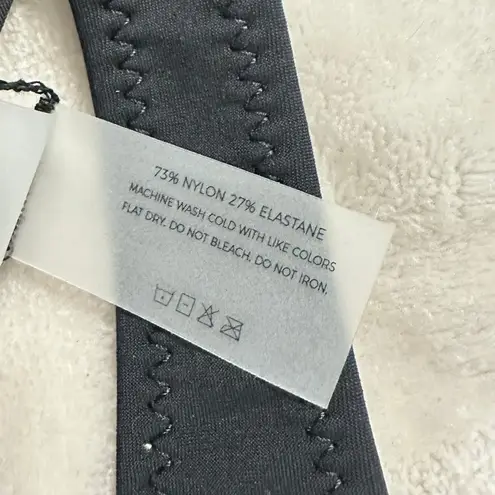 73% NYLON 27% ELASTANE
MACHINE WASH COLD WITH LIKE COLORS
FLAT DRY. DO NOT BLEACH. DO NOT IRON.